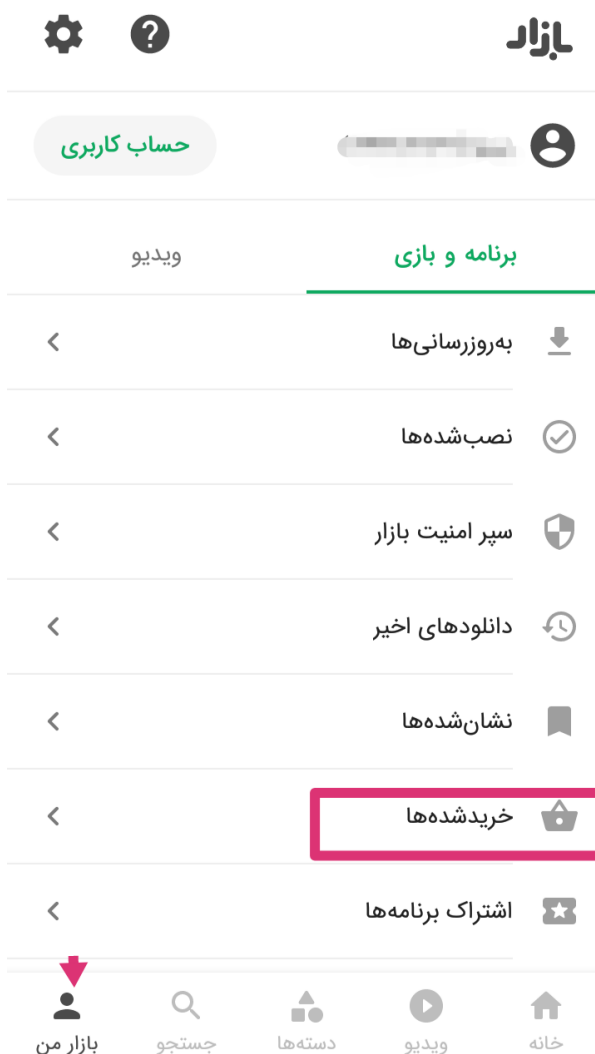 بازار
حساب کاربری
برنامه و بازی
ویدیو
به‌روزرسانی‌ها
نصب‌شده‌ها
سپر امنیت بازار
دانلودهای اخیر
نشان‌شده‌ها
خریدشده‌ها
اشتراک برنامه‌ها
خانه
ویدیو
دسته‌ها
جستجو
بازار من